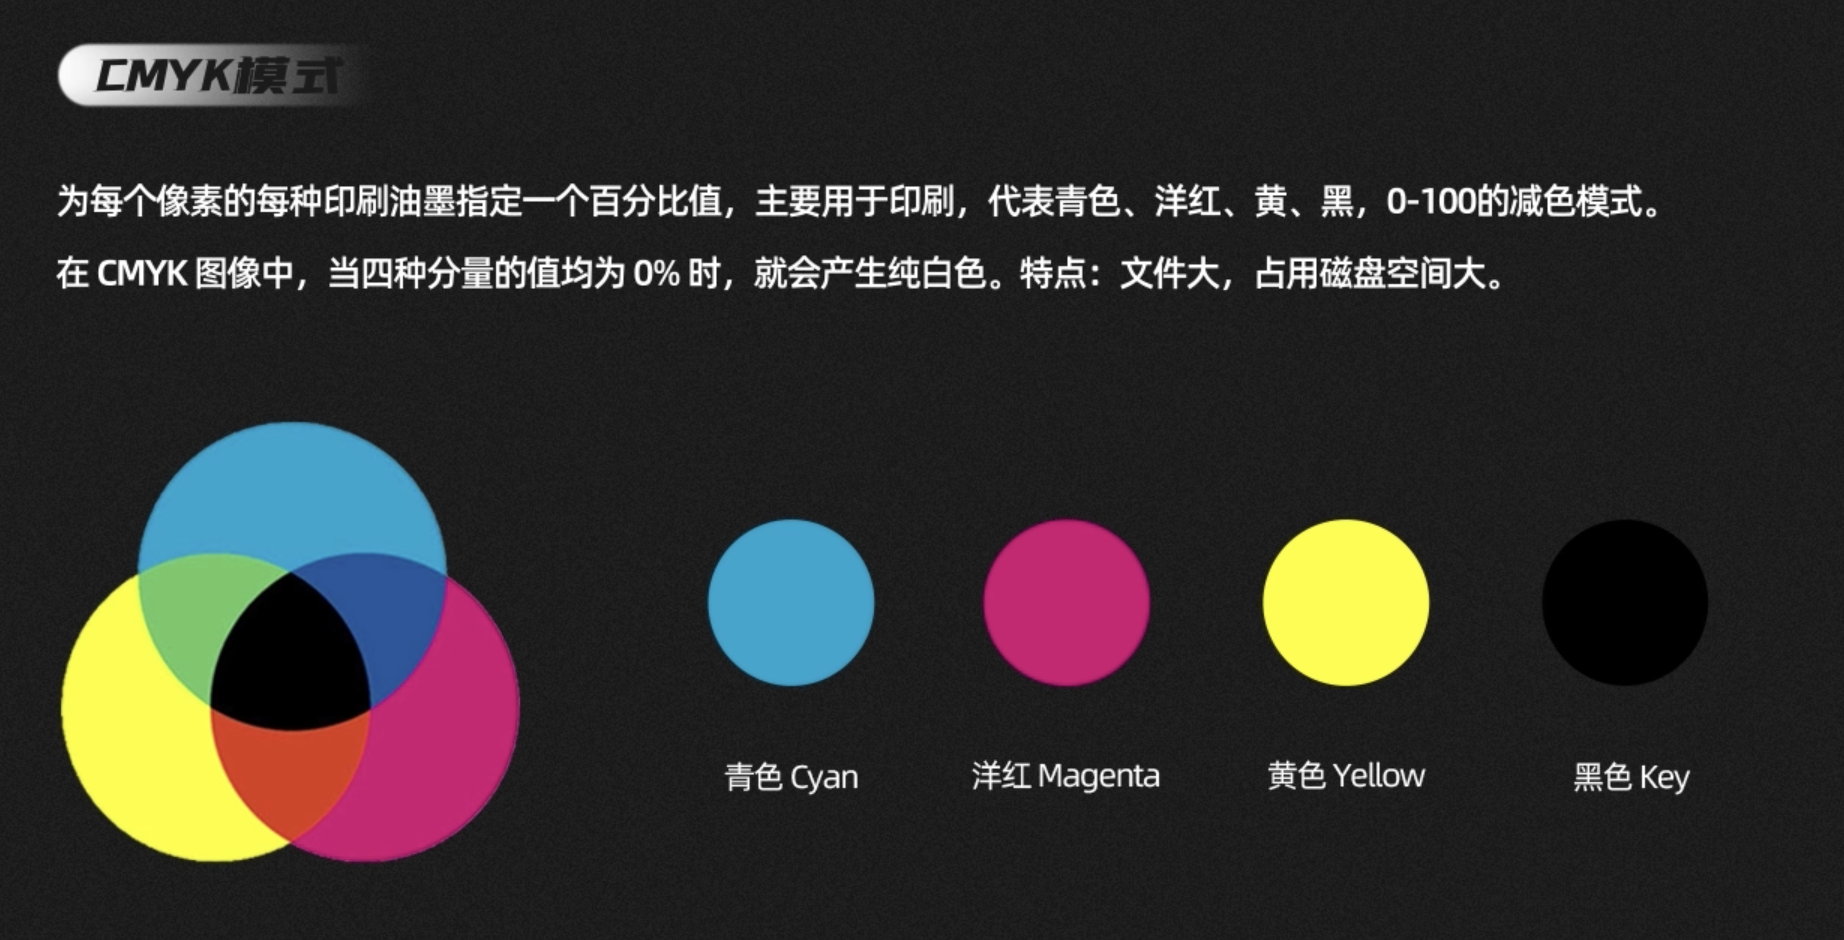 CMYK模式
为每个像素的每种印刷油墨指定一个百分比值，主要用于印刷，代表青色、洋红、黄、黑，0-100的减色模式。
在 CMYK 图像中，当四种分量的值均为 0% 时，就会产生纯白色。特点：文件大，占用磁盘空间大。
青色 Cyan
洋红 Magenta
黄色 Yellow
黑色 Key